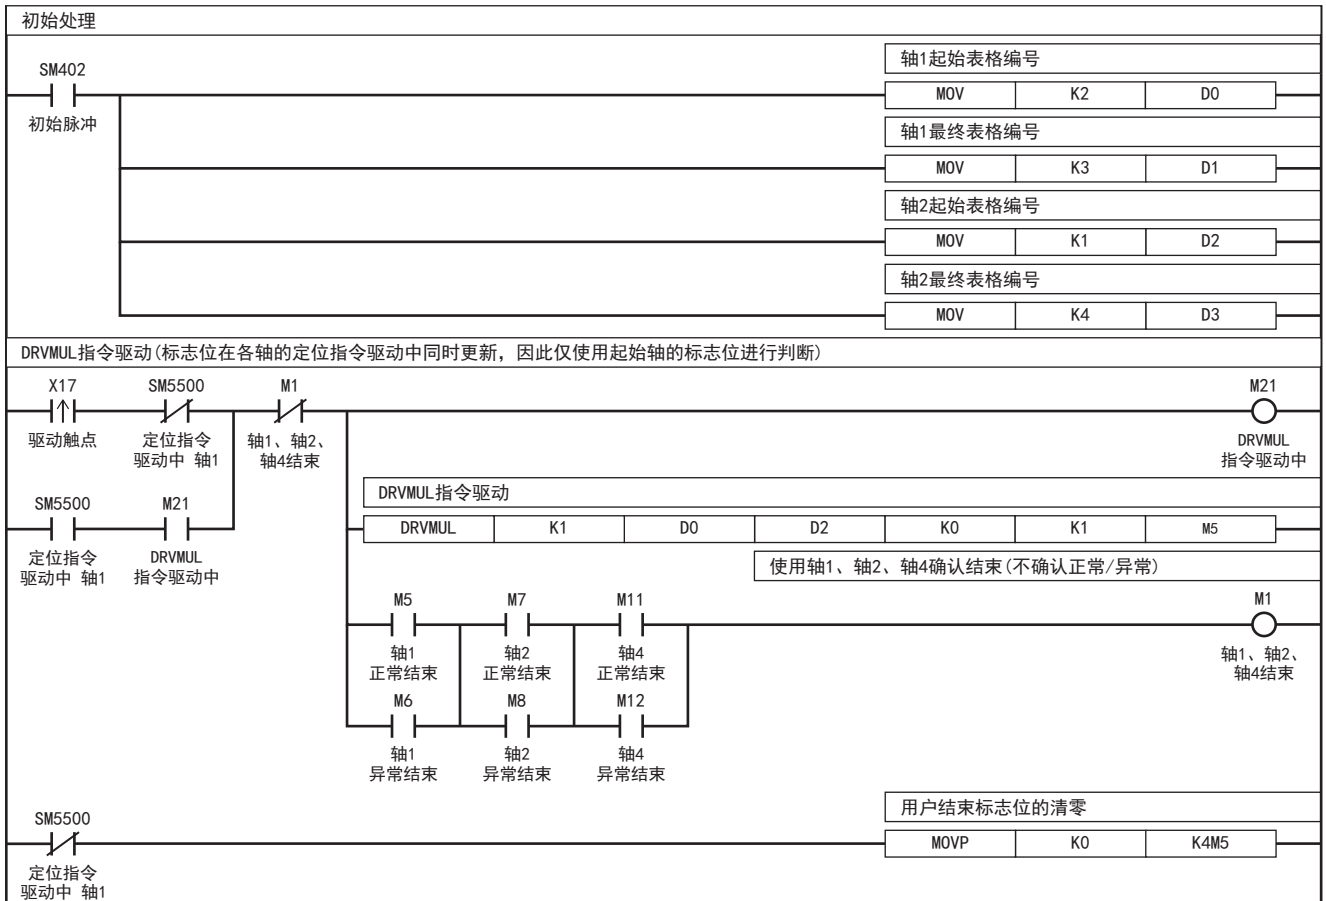 初始处理
轴1起始表格编号
SM402
MOV K2 D0
初始脉冲
轴1最终表格编号
MOV K3 D1
轴2起始表格编号
MOV K1 D2
轴2最终表格编号
MOV K4 D3
DRVMUL指令驱动(标志位在各轴的定位指令驱动中同时更新，因此仅使用起始轴的标志位进行判断)
X17 SM5500 M1 M21
驱动触点 定位指令 轴1、轴2、 DRVMUL
驱动中 轴1 轴4结束 指令驱动中
DRVMUL指令驱动
SM5500 M21
DRVMUL K1 D0 D2 K0 K1 M5
定位指令 DRVMUL
驱动中 轴1 指令驱动中
使用轴1、轴2、轴4确认结束(不确认正常/异常)
M5 M7 M11 M1
轴1 轴2 轴4 轴1、轴2、
正常结束 正常结束 正常结束 轴4结束
M6 M8 M12
轴1 轴2 轴4
异常结束 异常结束 异常结束
用户结束标志位的清零
SM5500
MOVP K0 K4M5
定位指令
驱动中 轴1